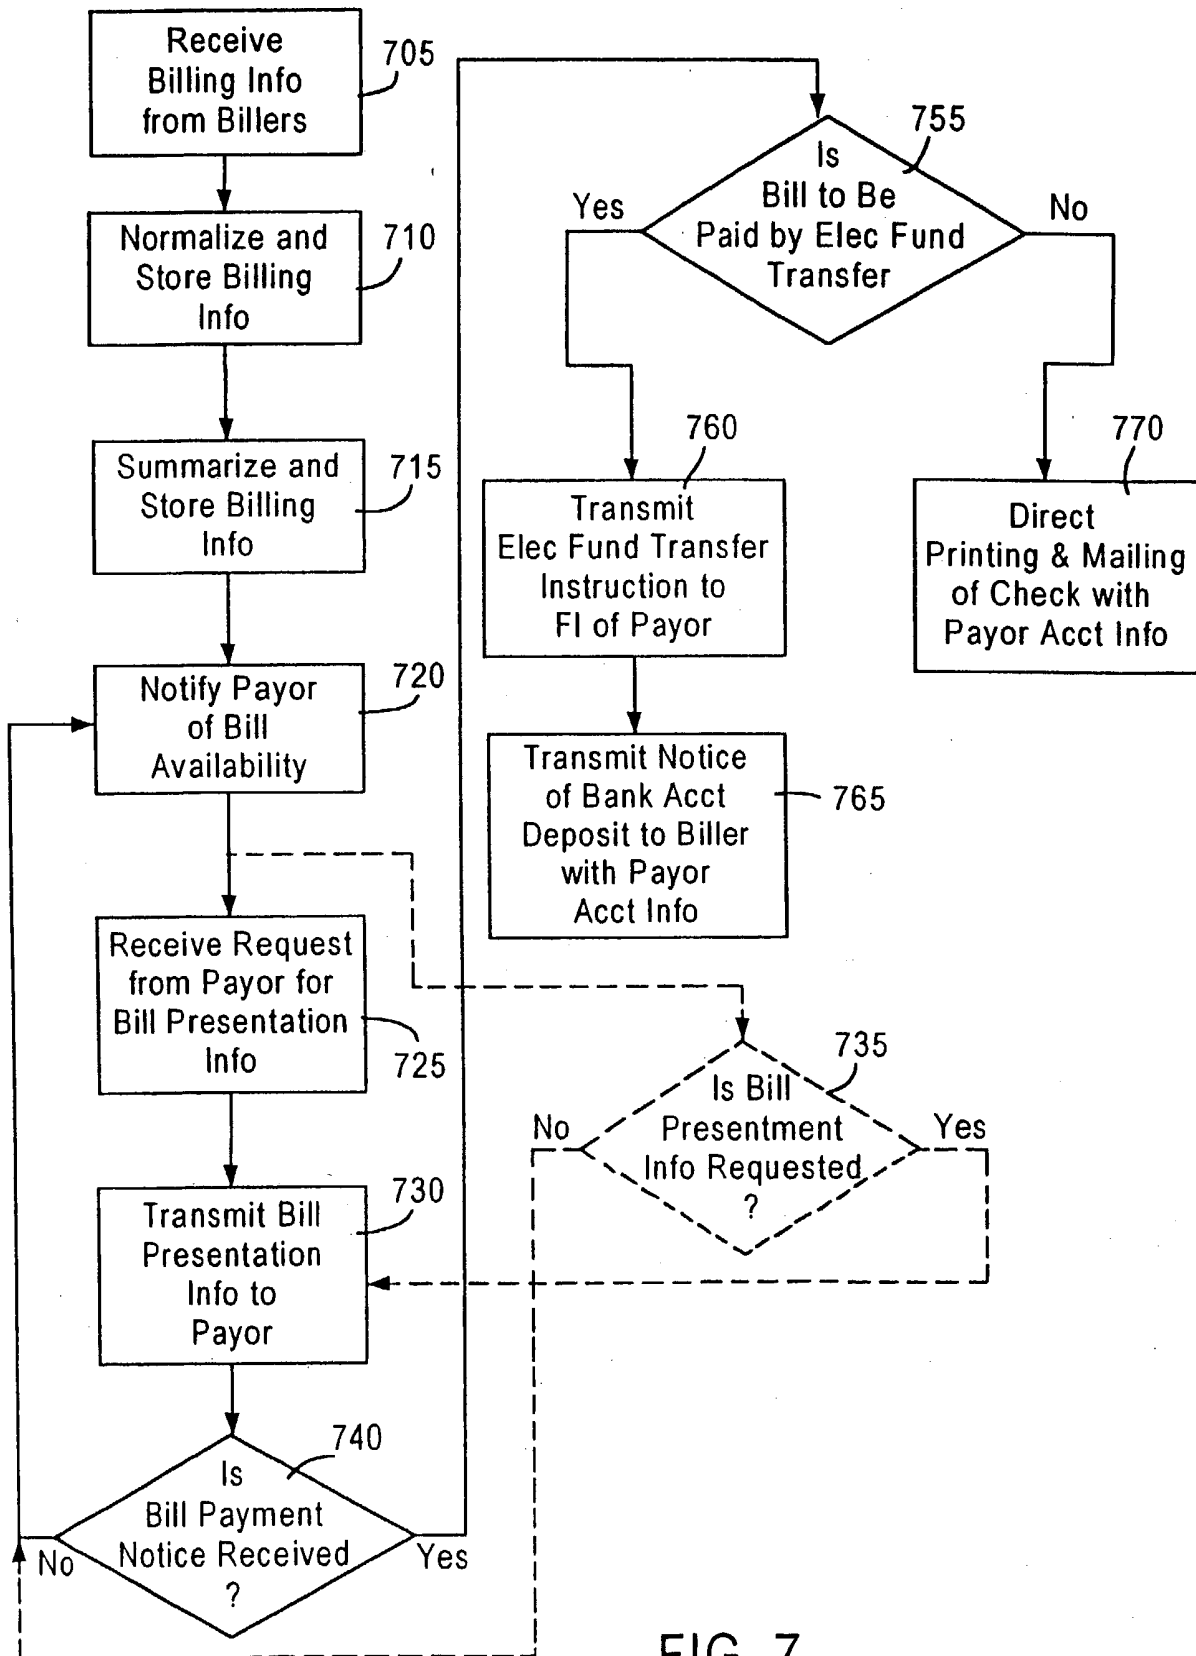 Receive
Billing Info
from Billers
705
Normalize and
Store Billing
Info
710
Summarize and
Store Billing
Info
715
Notify Payor
of Bill
Availability
720
Receive Request
from Payor for
Bill Presentation
Info
725
Transmit Bill
Presentation
Info to
Payor
730
Is
Bill Payment
Notice Received
?
740
No
Yes
Is
Bill to Be
Paid by Elec Fund
Transfer
755
Yes
No
Transmit
Elec Fund Transfer
Instruction to
FI of Payor
760
Transmit Notice
of Bank Acct
Deposit to Biller
with Payor
Acct Info
765
Direct
Printing & Mailing
of Check with
Payor Acct Info
770
Is Bill
Presentment
Info Requested
?
735
No
Yes
FIG. 7